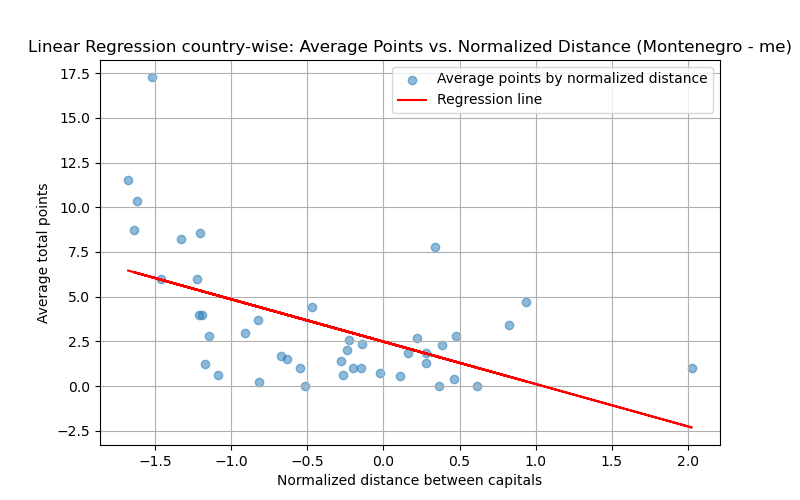 Linear Regression country-wise: Average Points vs. Normalized Distance (Montenegro - me)
Average points by normalized distance
Regression line
Average total points
17.5
15.0
12.5
10.0
7.5
5.0
2.5
0.0
−2.5
−1.5 −1.0 −0.5 0.0 0.5 1.0 1.5 2.0
Normalized distance between capitals